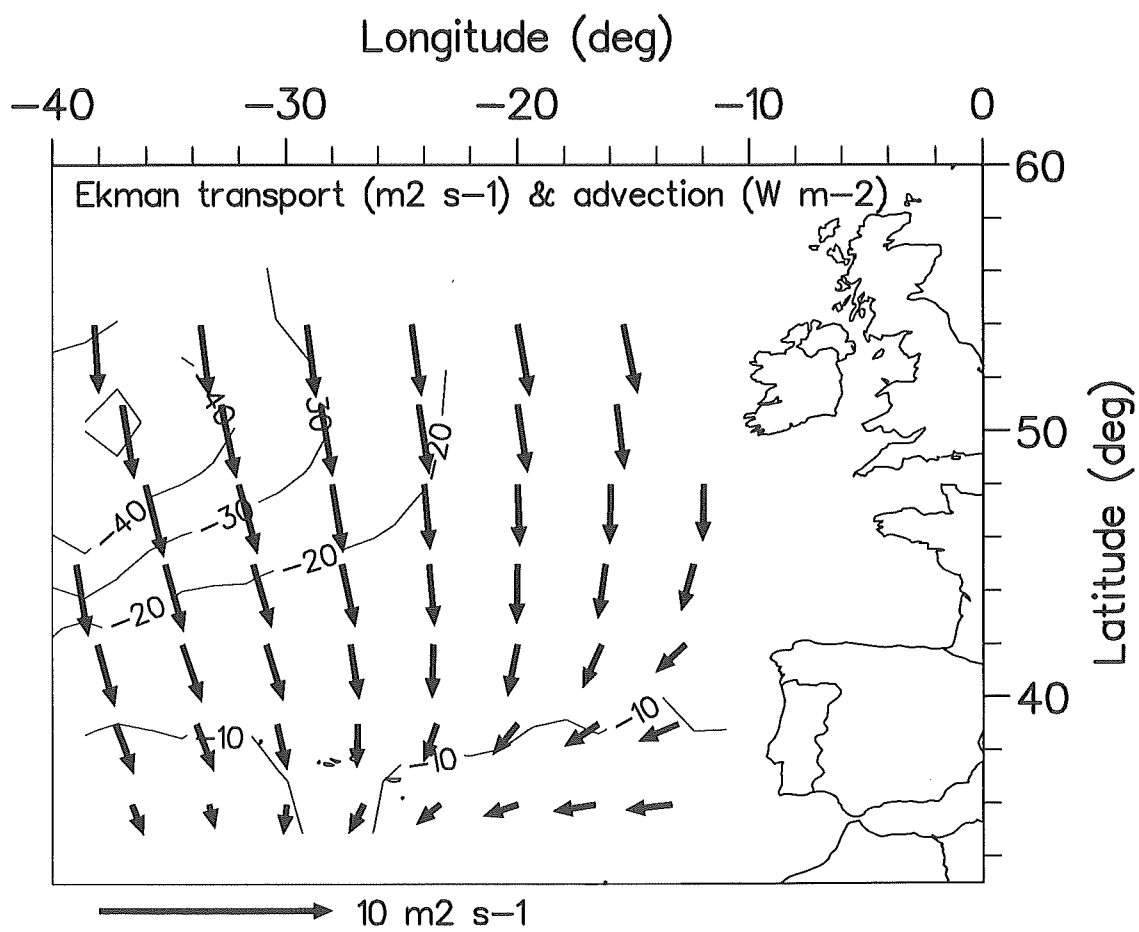 Longitude (deg)
−40 −30 −20 −10 0
60
Ekman transport (m2 s−1) & advection (W m−2)
−40
30
50
−20
−40
−30
−20
−20
Latitude (deg)
40
−10
−10
−10
10 m2 s−1